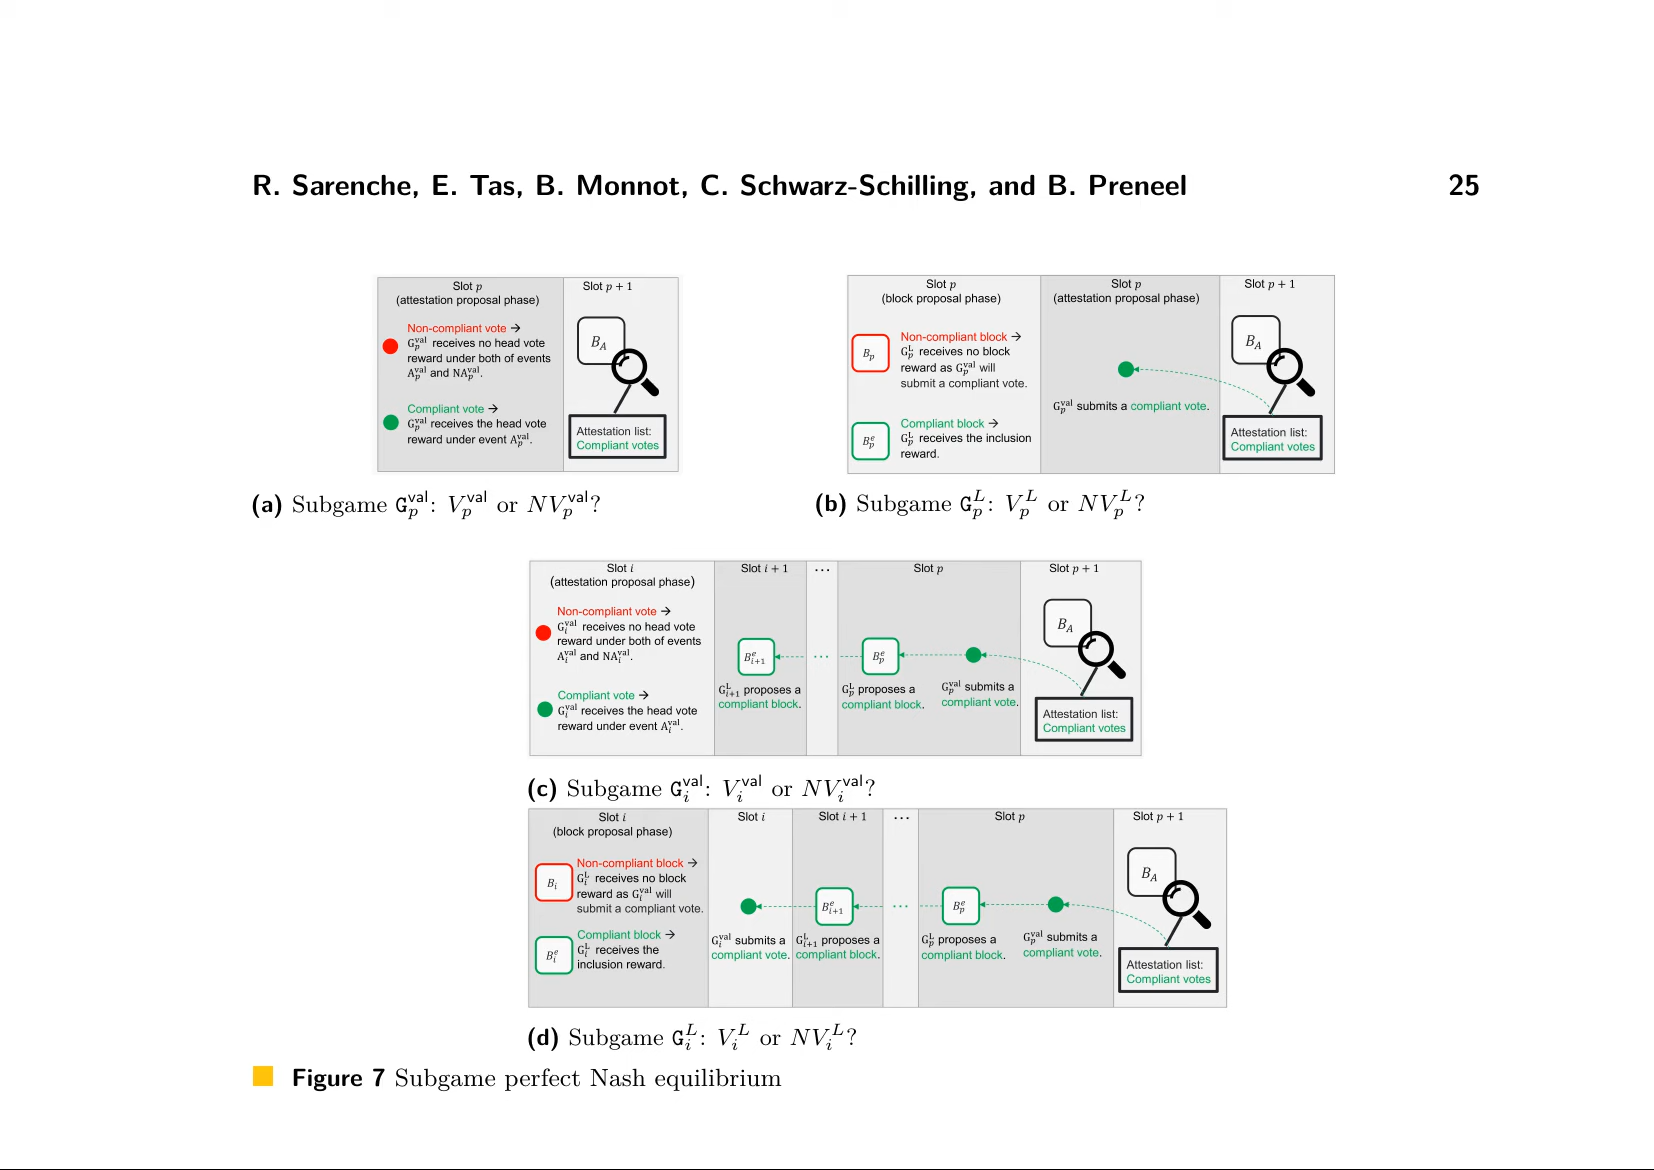 R. Sarenche, E. Tas, B. Monnot, C. Schwarz-Schilling, and B. Preneel 25
Slot p
(attestation proposal phase)
Slot p + 1
Non-compliant vote →
G_p^val receives no head vote
reward under both of events
A_p^val and NA_p^val.
Compliant vote →
G_p^val receives the head vote
reward under event A_p^val.
B_A
Attestation list:
Compliant votes
(a) Subgame G_p^val: V_p^val or NV_p^val?
Slot p
(block proposal phase)
Slot p
(attestation proposal phase)
Slot p + 1
B_p
Non-compliant block →
G_p^L receives no block
reward as G_p^val will
submit a compliant vote.
B_p^e
Compliant block →
G_p^L receives the inclusion
reward.
G_p^val submits a compliant vote.
B_A
Attestation list:
Compliant votes
(b) Subgame G_p^L: V_p^L or NV_p^L?
Slot i
(attestation proposal phase)
Slot i + 1
...
Slot p
Slot p + 1
Non-compliant vote →
G_i^val receives no head vote
reward under both of events
A_i^val and NA_i^val.
Compliant vote →
G_i^val receives the head vote
reward under event A_i^val.
B_{i+1}^e
...
B_p^e
G_{i+1}^L proposes a
compliant block.
G_p^L proposes a
compliant block.
G_p^val submits a
compliant vote.
B_A
Attestation list:
Compliant votes
(c) Subgame G_i^val: V_i^val or NV_i^val?
Slot i
(block proposal phase)
Slot i
Slot i + 1
...
Slot p
Slot p + 1
B_i
Non-compliant block →
G_i^L receives no block
reward as G_i^val will
submit a compliant vote.
B_i^e
Compliant block →
G_i^L receives the
inclusion reward.
G_i^val submits a
compliant vote.
B_{i+1}^e
G_{i+1}^L proposes a
compliant block.
...
B_p^e
G_p^L proposes a
compliant block.
G_p^val submits a
compliant vote.
B_A
Attestation list:
Compliant votes
(d) Subgame G_i^L: V_i^L or NV_i^L?
Figure 7 Subgame perfect Nash equilibrium